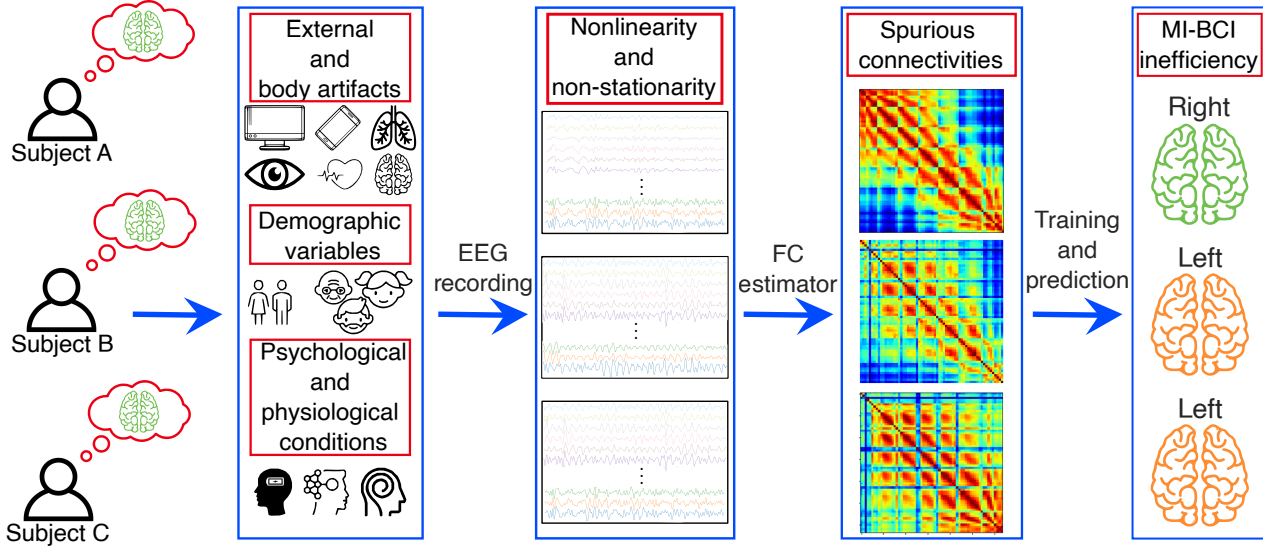 Subject A
Subject B
Subject C
External
and
body artifacts
Demographic
variables
Psychological
and
physiological
conditions
EEG
recording
Nonlinearity
and
non-stationarity
FC
estimator
Spurious
connectivities
Training
and
prediction
MI-BCI
inefficiency
Right
Left
Left